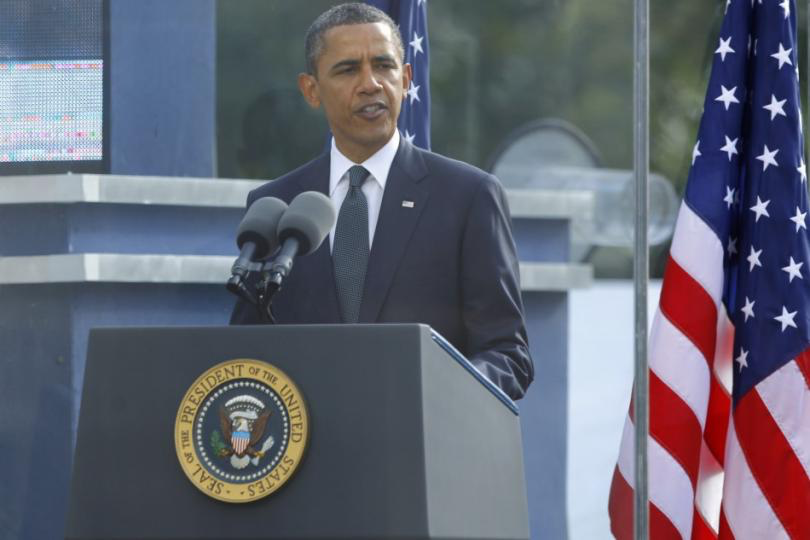 SEAL OF THE PRESIDENT OF THE UNITED STATES